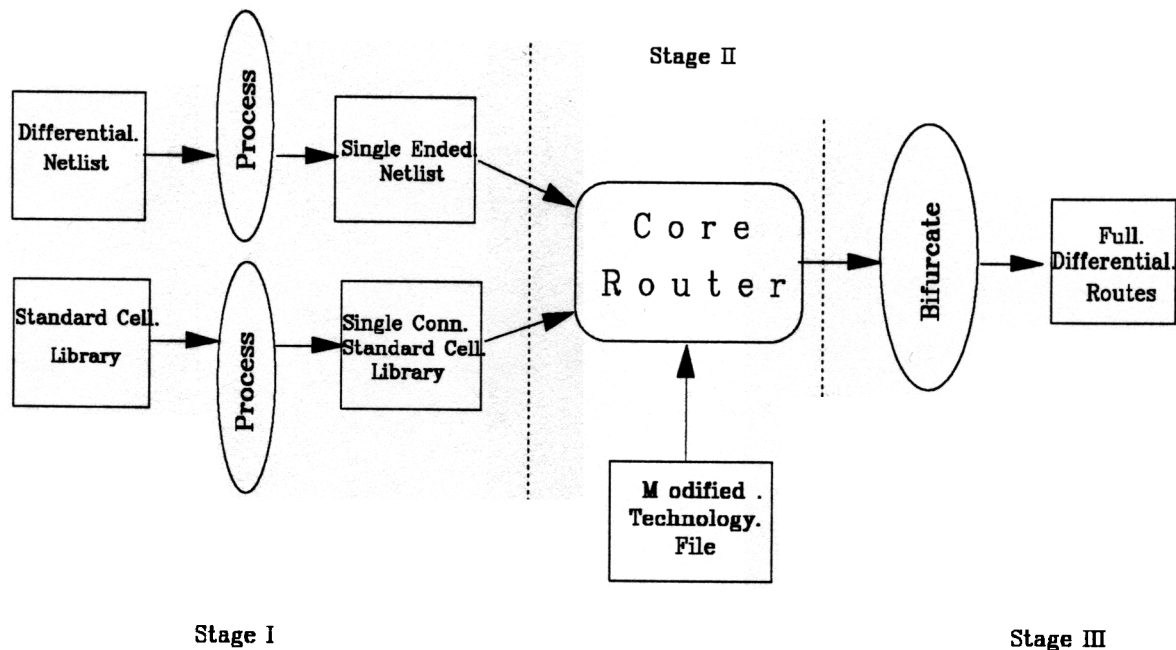 Stage II
Differential.
Netlist
Process
Single Ended.
Netlist
Core
Router
Bifurcate
Full.
Differential.
Routes
Standard Cell.
Library
Process
Single Conn.
Standard Cell.
Library
Modified .
Technology.
File
Stage I
Stage III